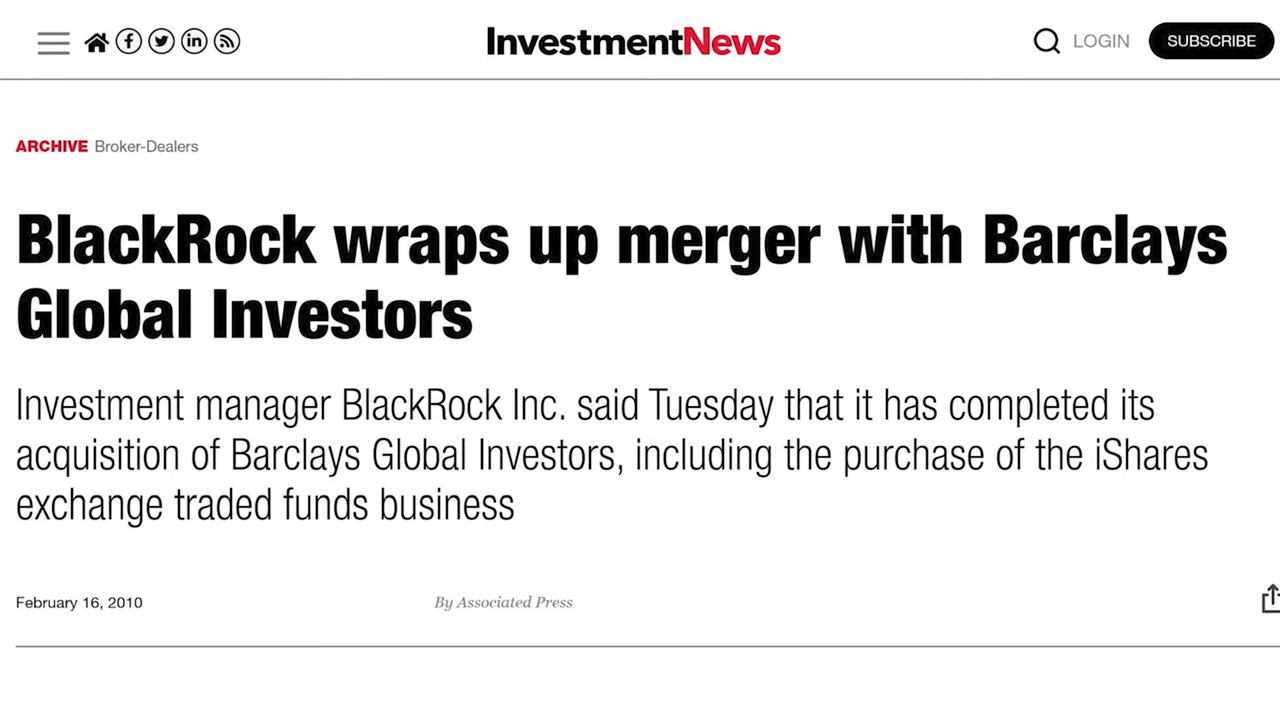 InvestmentNews
LOGIN
SUBSCRIBE
ARCHIVE Broker-Dealers
BlackRock wraps up merger with Barclays
Global Investors
Investment manager BlackRock Inc. said Tuesday that it has completed its
acquisition of Barclays Global Investors, including the purchase of the iShares
exchange traded funds business
February 16, 2010
By Associated Press